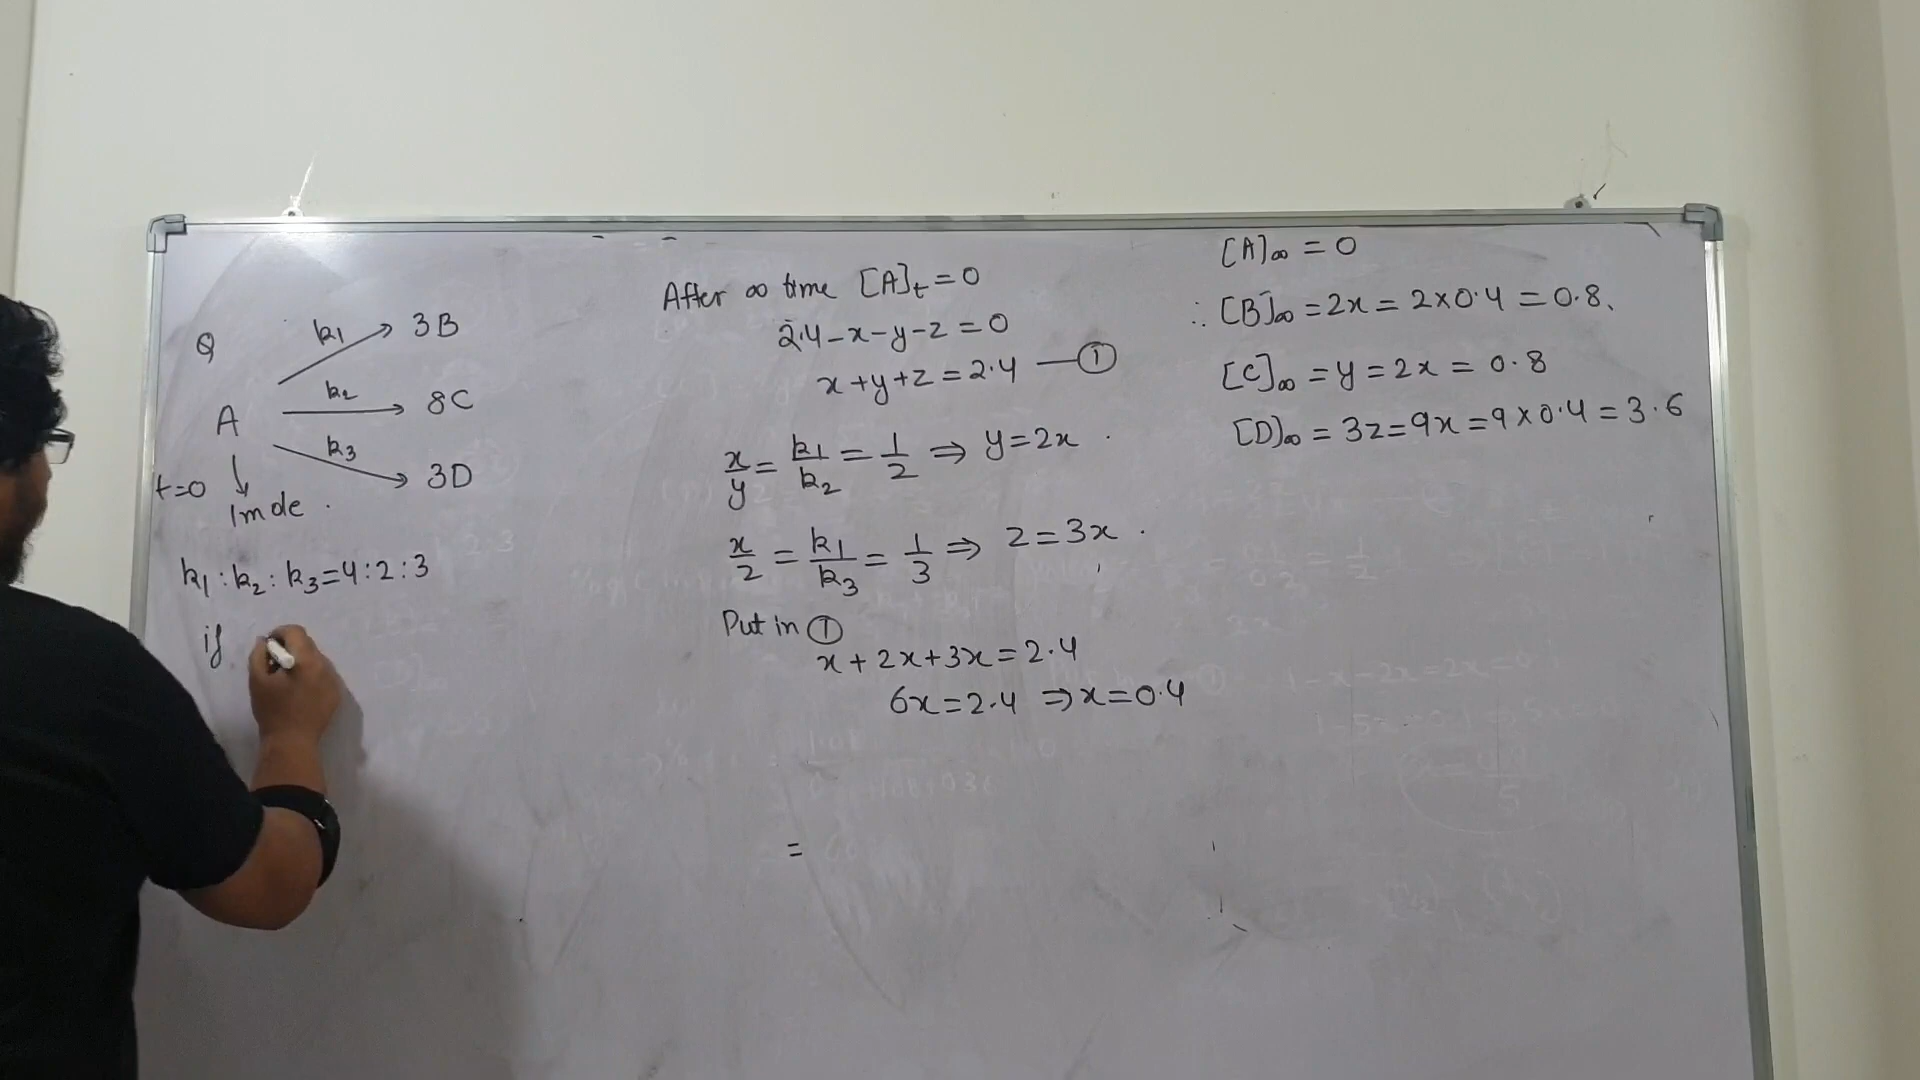 Q
k1 → 3B
A k2 → 8C
k3 → 3D
t=0 ↓
1mole.
k1 : k2 : k3 = 4 : 2 : 3
if
After ∞ time [A]t = 0
2.4 - x - y - z = 0
x + y + z = 2.4 — ①
x/y = k1/k2 = 1/2 ⇒ y = 2x
x/z = k1/k3 = 1/3 ⇒ z = 3x
Put in ①
x + 2x + 3x = 2.4
6x = 2.4 ⇒ x = 0.4
=
[A]∞ = 0
∴ [B]∞ = 2x = 2×0.4 = 0.8
[C]∞ = y = 2x = 0.8
[D]∞ = 3z = 9x = 9×0.4 = 3.6